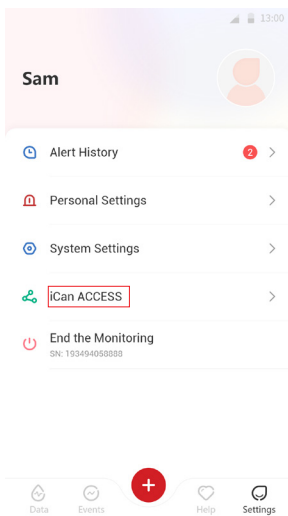 13:00
Sam
Alert History 2
Personal Settings
System Settings
iCan ACCESS
End the Monitoring
SN: 193494058888
Data Events Help Settings